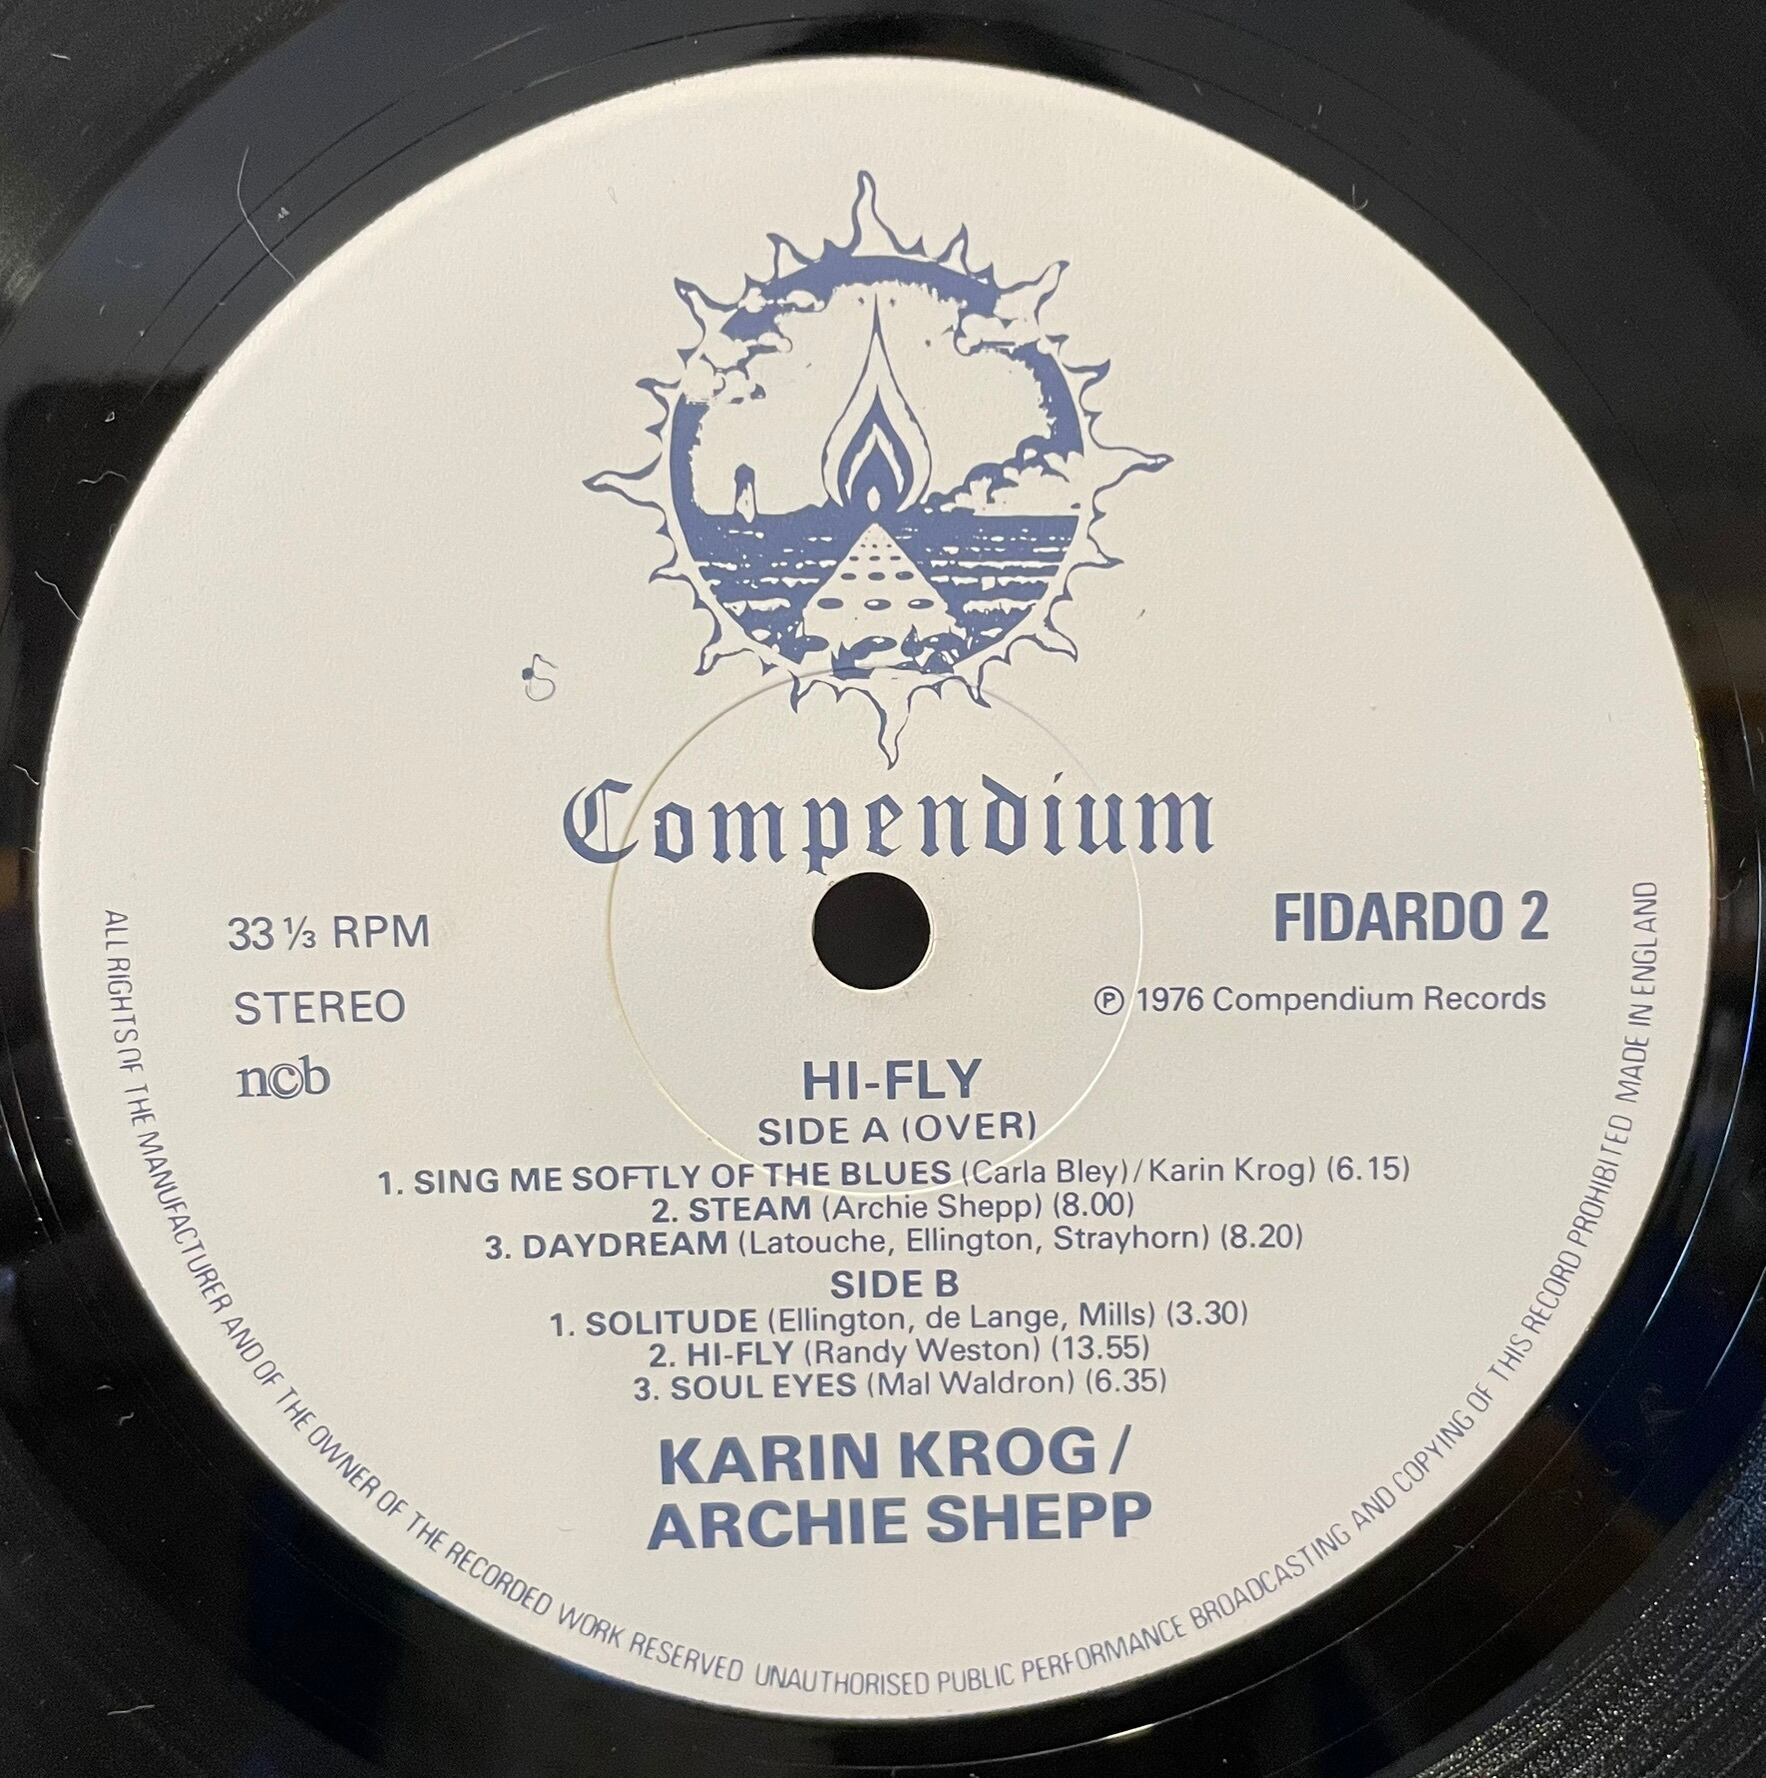 Compendium
33 ⅓ RPM
STEREO
n©b
FIDARDO 2
℗ 1976 Compendium Records
HI-FLY
SIDE A (OVER)
1. SING ME SOFTLY OF THE BLUES (Carla Bley)/Karin Krog) (6.15)
2. STEAM (Archie Shepp) (8.00)
3. DAYDREAM (Latouche, Ellington, Strayhorn) (8.20)
SIDE B
1. SOLITUDE (Ellington, de Lange, Mills) (3.30)
2. HI-FLY (Randy Weston) (13.55)
3. SOUL EYES (Mal Waldron) (6.35)
KARIN KROG /
ARCHIE SHEPP
ALL RIGHTS OF THE MANUFACTURER AND OF THE OWNER OF THE RECORDED WORK RESERVED UNAUTHORISED PUBLIC PERFORMANCE BROADCASTING AND COPYING OF THIS RECORD PROHIBITED MADE IN ENGLAND